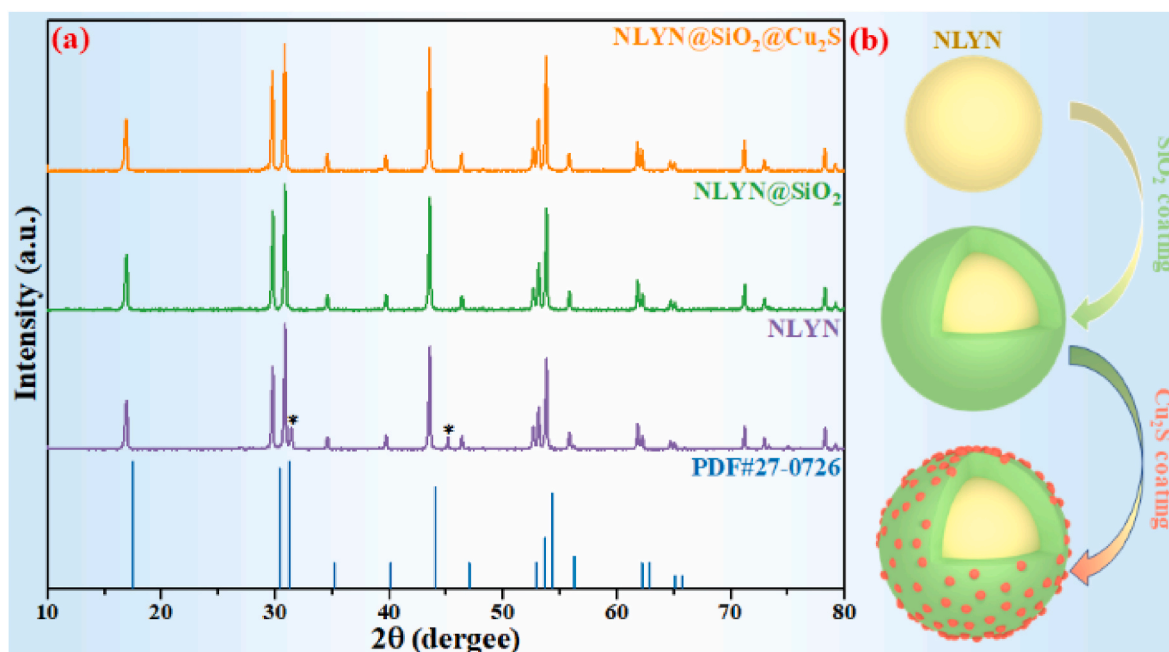 (a)
NLYN@SiO₂@Cu₂S
NLYN@SiO₂
*
*
NLYN
PDF#27-0726
Intensity (a.u.)
10 20 30 40 50 60 70 80
2θ (dergee)
(b)
NLYN
SiO₂ coating
Cu₂S coating